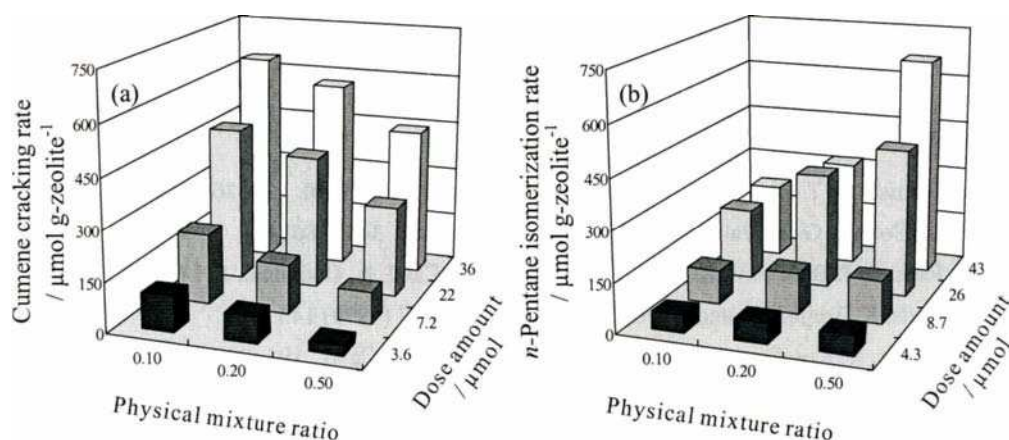 (a)
Cumene cracking rate
/ µmol g-zeolite⁻¹
750
600
450
300
150
0
0.10
0.20
0.50
Physical mixture ratio
3.6
7.2
22
36
Dose amount
/ µmol
(b)
n-Pentane isomerization rate
/ µmol g-zeolite⁻¹
750
600
450
300
150
0
0.10
0.20
0.50
Physical mixture ratio
4.3
8.7
26
43
Dose amount
/ µmol